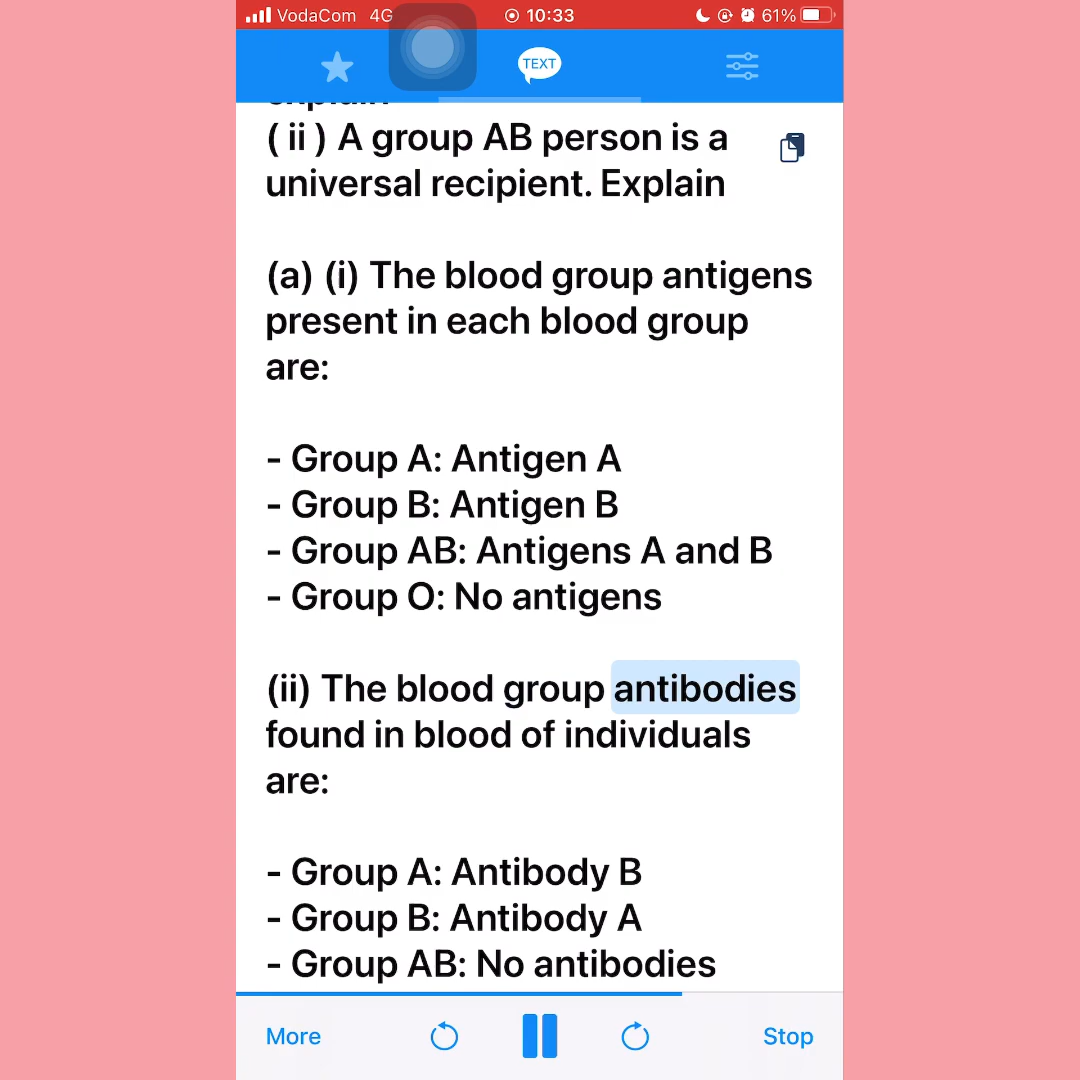 VodaCom 4G 10:33 61%
TEXT
( ii ) A group AB person is a
universal recipient. Explain
(a) (i) The blood group antigens
present in each blood group
are:
- Group A: Antigen A
- Group B: Antigen B
- Group AB: Antigens A and B
- Group O: No antigens
(ii) The blood group antibodies
found in blood of individuals
are:
- Group A: Antibody B
- Group B: Antibody A
- Group AB: No antibodies
More Stop